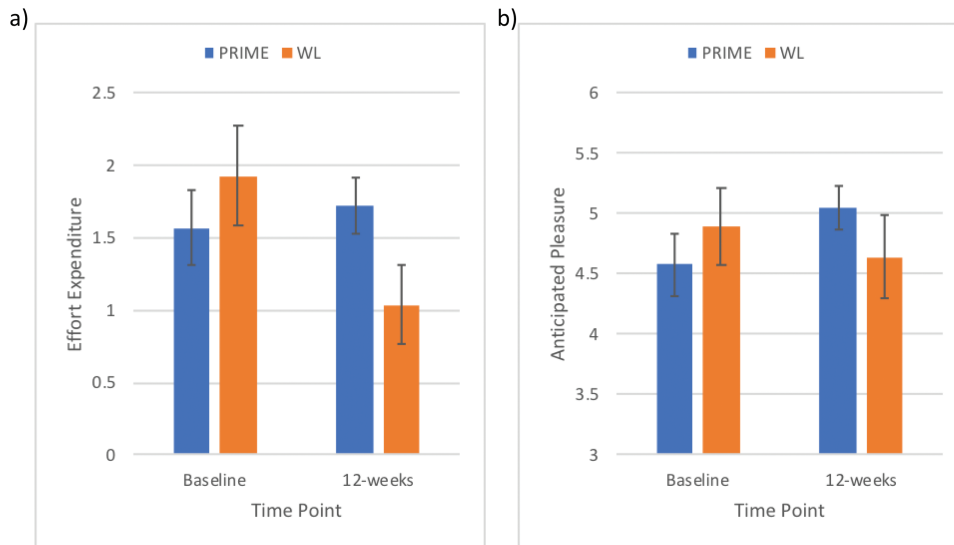 a)
PRIME WL
2.5
2
1.5
1
0.5
0
Effort Expenditure
Baseline 12-weeks
Time Point
b)
PRIME WL
6
5.5
5
4.5
4
3.5
3
Anticipated Pleasure
Baseline 12-weeks
Time Point